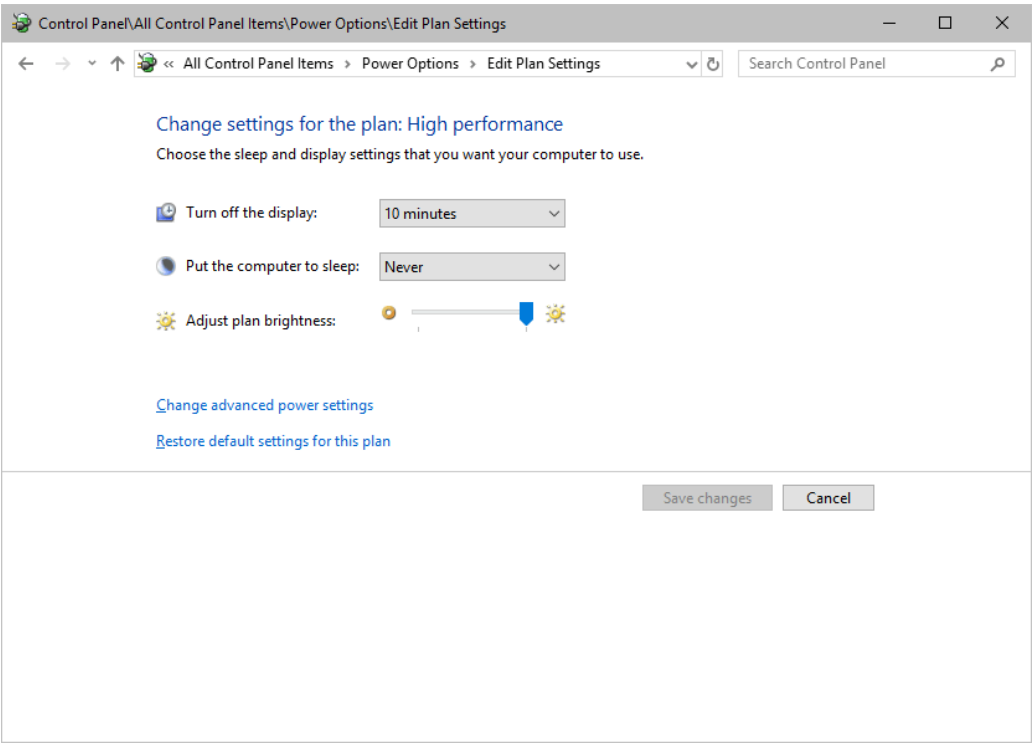 Control Panel\All Control Panel Items\Power Options\Edit Plan Settings
« All Control Panel Items > Power Options > Edit Plan Settings
Search Control Panel
Change settings for the plan: High performance
Choose the sleep and display settings that you want your computer to use.
Turn off the display: 10 minutes
Put the computer to sleep: Never
Adjust plan brightness:
Change advanced power settings
Restore default settings for this plan
Save changes Cancel